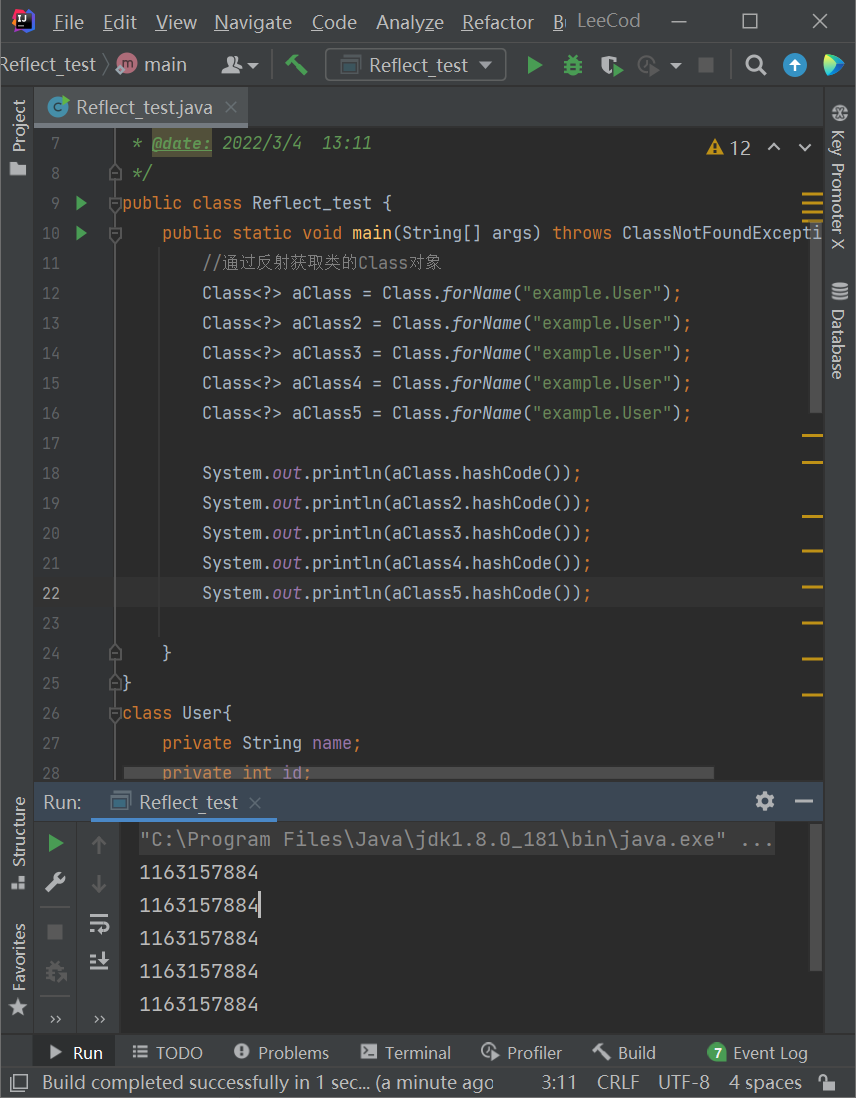 File Edit View Navigate Code Analyze Refactor LeeCod
Reflect_test main Reflect_test
Project
Reflect_test.java
7 * @date: 2022/3/4 13:11
12
8 */
9 public class Reflect_test {
10 public static void main(String[] args) throws ClassNotFoundExcepti
11 //通过反射获取类的Class对象
12 Class<?> aClass = Class.forName("example.User");
13 Class<?> aClass2 = Class.forName("example.User");
14 Class<?> aClass3 = Class.forName("example.User");
15 Class<?> aClass4 = Class.forName("example.User");
16 Class<?> aClass5 = Class.forName("example.User");
17
18 System.out.println(aClass.hashCode());
19 System.out.println(aClass2.hashCode());
20 System.out.println(aClass3.hashCode());
21 System.out.println(aClass4.hashCode());
22 System.out.println(aClass5.hashCode());
23
24 }
25 }
26 class User{
27 private String name;
28 private int id;
Key Promoter X
Database
Structure
Favorites
Run: Reflect_test
"C:\Program Files\Java\jdk1.8.0_181\bin\java.exe" ...
1163157884
1163157884
1163157884
1163157884
1163157884
Run TODO Problems Terminal Profiler Build 7 Event Log
Build completed successfully in 1 sec... (a minute ago 3:11 CRLF UTF-8 4 spaces